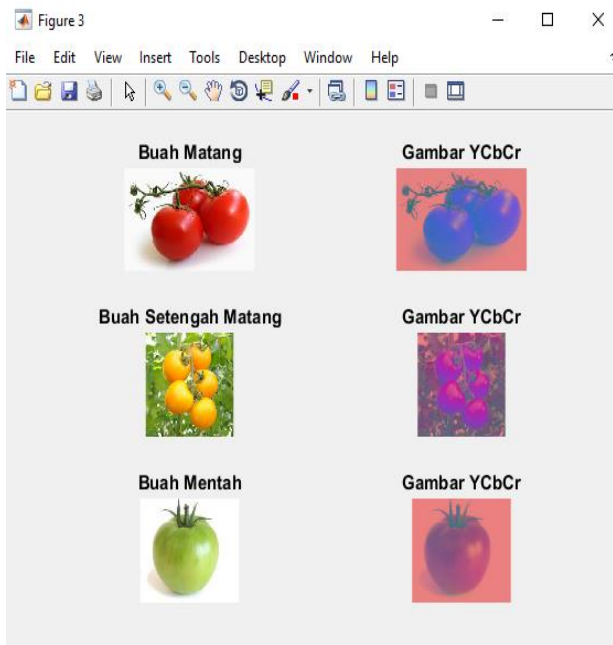 Figure 3
File Edit View Insert Tools Desktop Window Help
Buah Matang Gambar YCbCr
Buah Setengah Matang Gambar YCbCr
Buah Mentah Gambar YCbCr